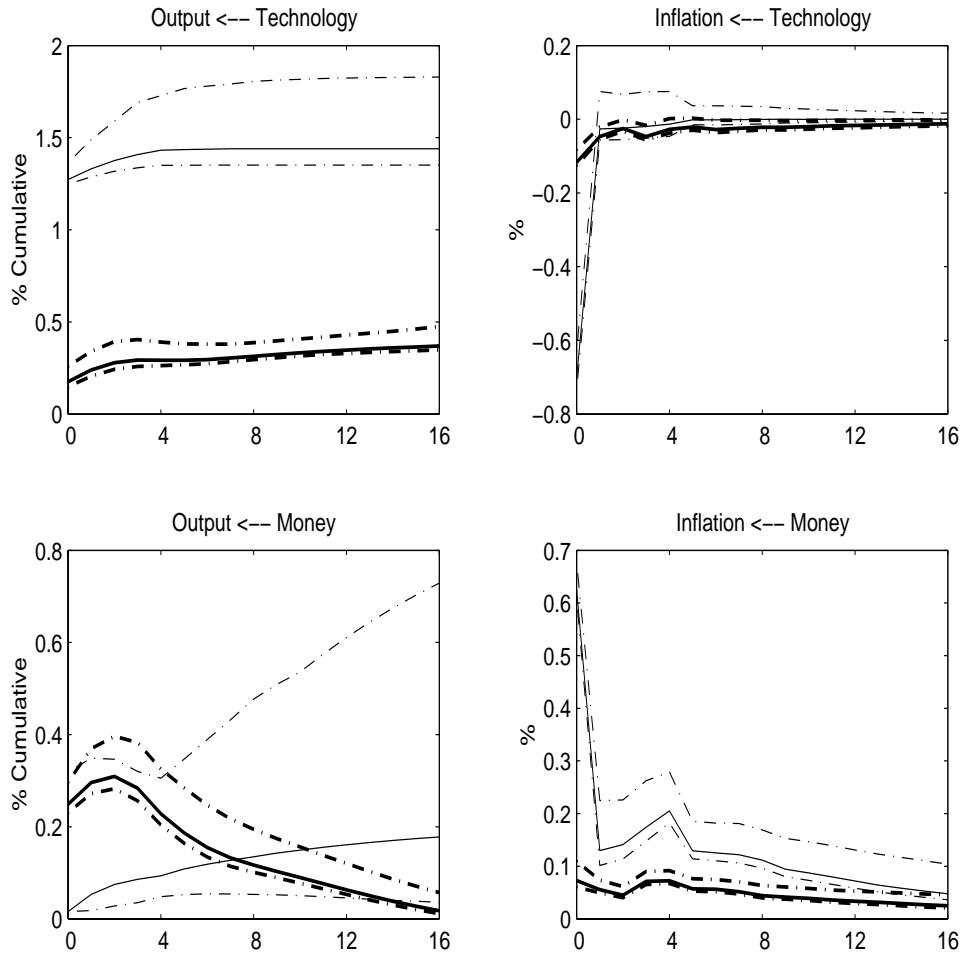 Output <−− Technology
% Cumulative
2
1.5
1
0.5
0
0 4 8 12 16
Inflation <−− Technology
%
0.2
0
−0.2
−0.4
−0.6
−0.8
0 4 8 12 16
Output <−− Money
% Cumulative
0.8
0.6
0.4
0.2
0
0 4 8 12 16
Inflation <−− Money
%
0.7
0.6
0.5
0.4
0.3
0.2
0.1
0
0 4 8 12 16